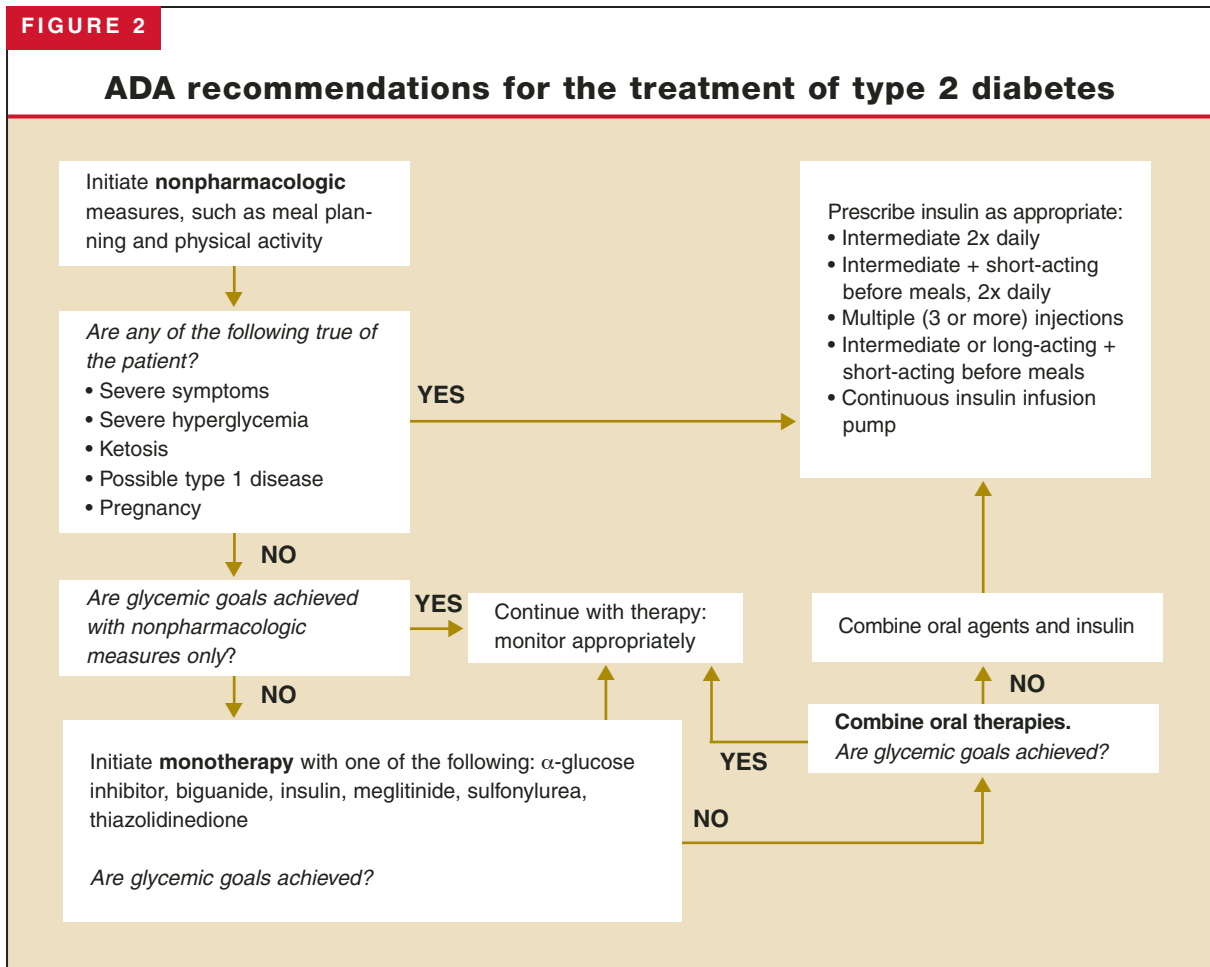 FIGURE 2
ADA recommendations for the treatment of type 2 diabetes
Initiate nonpharmacologic
measures, such as meal plan-
ning and physical activity
Are any of the following true of
the patient?
• Severe symptoms
• Severe hyperglycemia
• Ketosis
• Possible type 1 disease
• Pregnancy
YES
Prescribe insulin as appropriate:
• Intermediate 2x daily
• Intermediate + short-acting
before meals, 2x daily
• Multiple (3 or more) injections
• Intermediate or long-acting +
short-acting before meals
• Continuous insulin infusion
pump
NO
Are glycemic goals achieved
with nonpharmacologic
measures only?
YES
Continue with therapy:
monitor appropriately
Combine oral agents and insulin
NO
NO
Combine oral therapies.
Are glycemic goals achieved?
YES
Initiate monotherapy with one of the following: α-glucose
inhibitor, biguanide, insulin, meglitinide, sulfonylurea,
thiazolidinedione
Are glycemic goals achieved?
NO